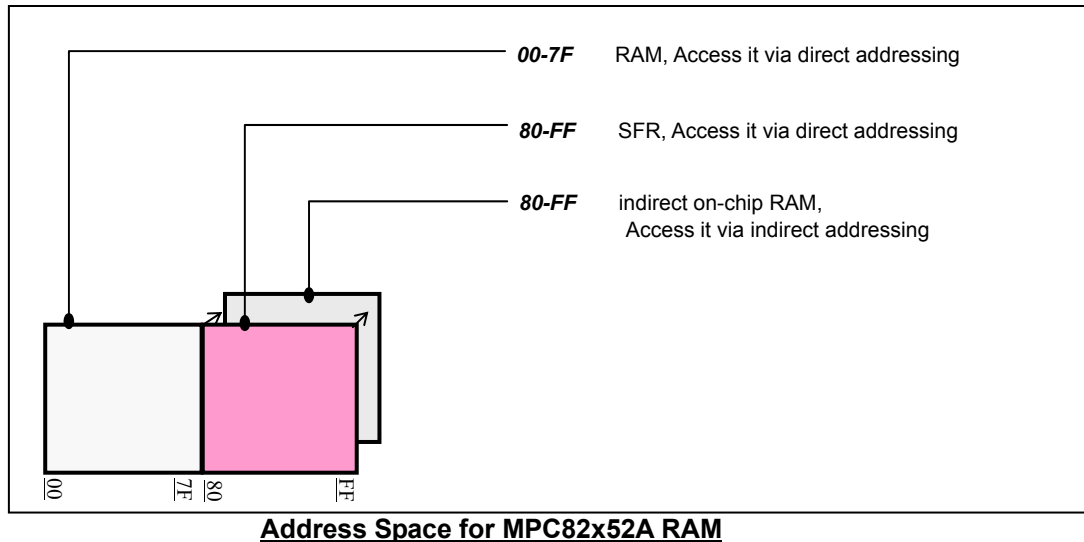 00-7F RAM, Access it via direct addressing
80-FF SFR, Access it via direct addressing
80-FF indirect on-chip RAM,
Access it via indirect addressing
00 7F 80 FF
Address Space for MPC82x52A RAM